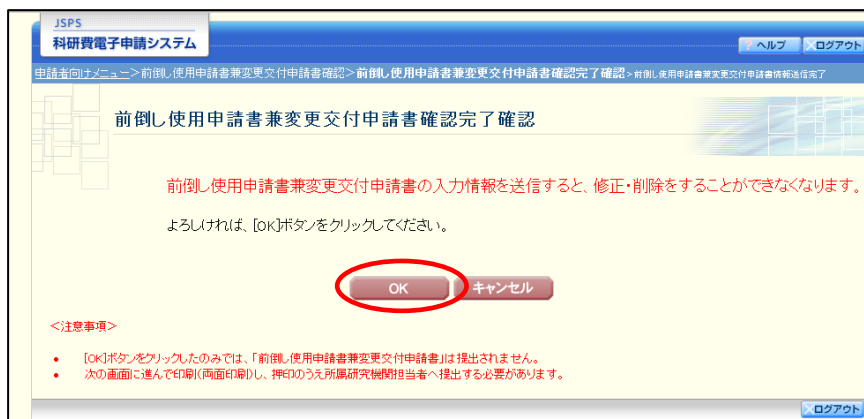 JSPS
科研費電子申請システム
? ヘルプ ログアウト
申請者向けメニュー>前倒し使用申請書兼変更交付申請書確認>前倒し使用申請書兼変更交付申請書確認完了確認>前倒し使用申請書兼変更交付申請書情報送信完了
前倒し使用申請書兼変更交付申請書確認完了確認
前倒し使用申請書兼変更交付申請書の入力情報を送信すると、修正・削除をすることができなくなります。
よろしければ、[OK]ボタンをクリックしてください。
OK キャンセル
<注意事項>
• [OK]ボタンをクリックしたのみでは、「前倒し使用申請書兼変更交付申請書」は提出されません。
• 次の画面に進んで印刷(両面印刷)し、押印のうえ所属研究機関担当者へ提出する必要があります。
ログアウト